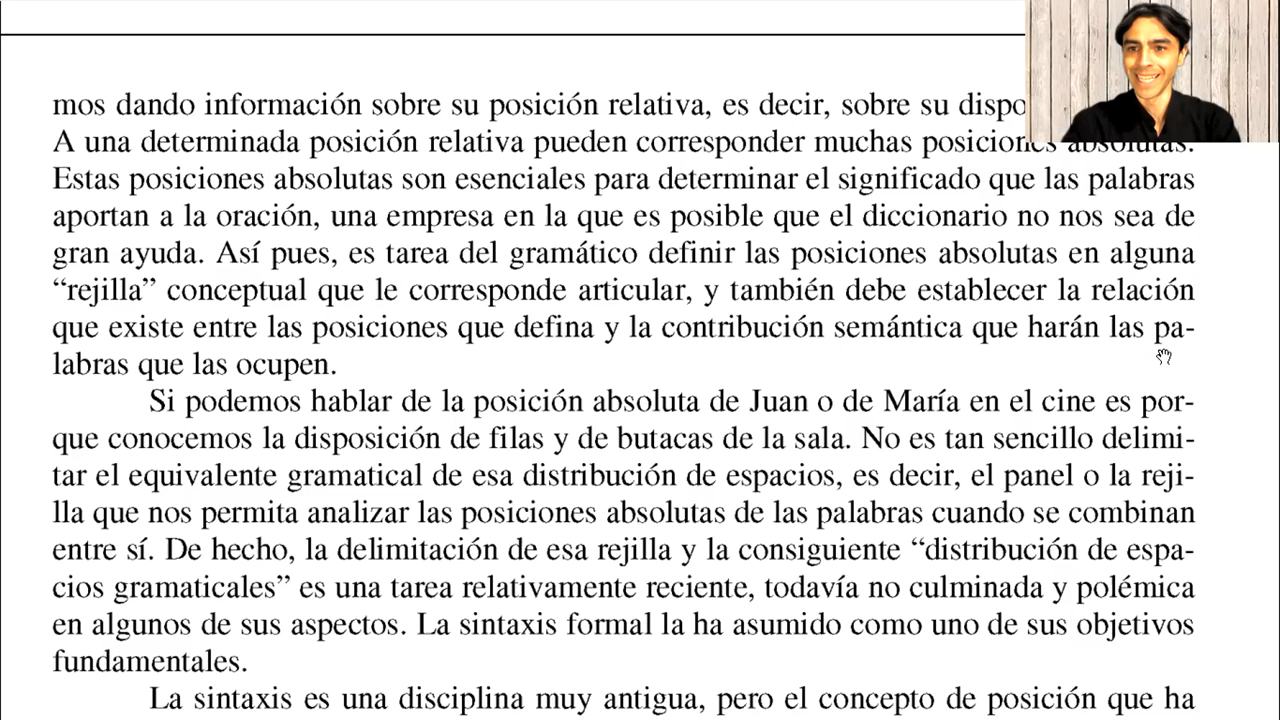 mos dando información sobre su posición relativa, es decir, sobre su dispo
A una determinada posición relativa pueden corresponder muchas posiciones absolutas.
Estas posiciones absolutas son esenciales para determinar el significado que las palabras
aportan a la oración, una empresa en la que es posible que el diccionario no nos sea de
gran ayuda. Así pues, es tarea del gramático definir las posiciones absolutas en alguna
“rejilla” conceptual que le corresponde articular, y también debe establecer la relación
que existe entre las posiciones que defina y la contribución semántica que harán las pa-
labras que las ocupen.
Si podemos hablar de la posición absoluta de Juan o de María en el cine es por-
que conocemos la disposición de filas y de butacas de la sala. No es tan sencillo delimi-
tar el equivalente gramatical de esa distribución de espacios, es decir, el panel o la reji-
lla que nos permita analizar las posiciones absolutas de las palabras cuando se combinan
entre sí. De hecho, la delimitación de esa rejilla y la consiguiente “distribución de espa-
cios gramaticales” es una tarea relativamente reciente, todavía no culminada y polémica
en algunos de sus aspectos. La sintaxis formal la ha asumido como uno de sus objetivos
fundamentales.
La sintaxis es una disciplina muy antigua, pero el concepto de posición que ha